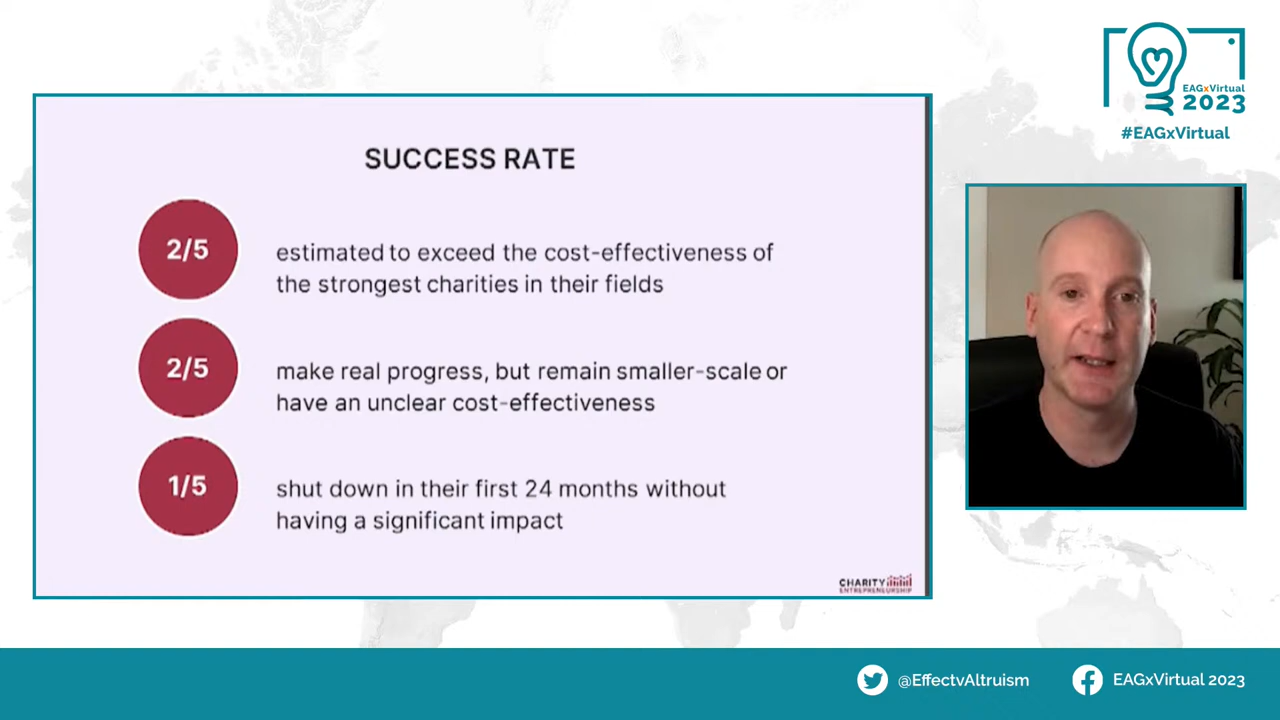 SUCCESS RATE
2/5
estimated to exceed the cost-effectiveness of
the strongest charities in their fields
2/5
make real progress, but remain smaller-scale or
have an unclear cost-effectiveness
1/5
shut down in their first 24 months without
having a significant impact
CHARITY
ENTREPRENEURSHIP
EAGxVirtual
2023
#EAGxVirtual
@EffectvAltruism
EAGxVirtual 2023